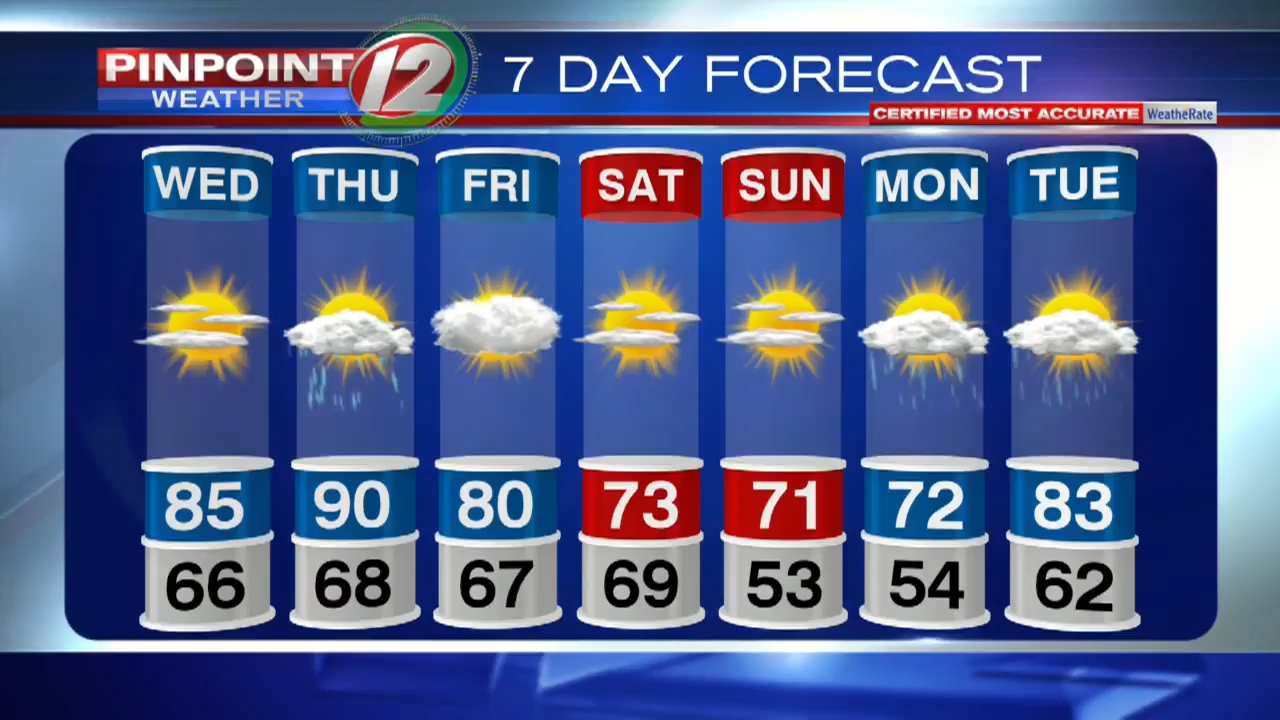 PINPOINT 12
WEATHER
7 DAY FORECAST
CERTIFIED MOST ACCURATE WeatheRate
WED THU FRI SAT SUN MON TUE
85 90 80 73 71 72 83
66 68 67 69 53 54 62